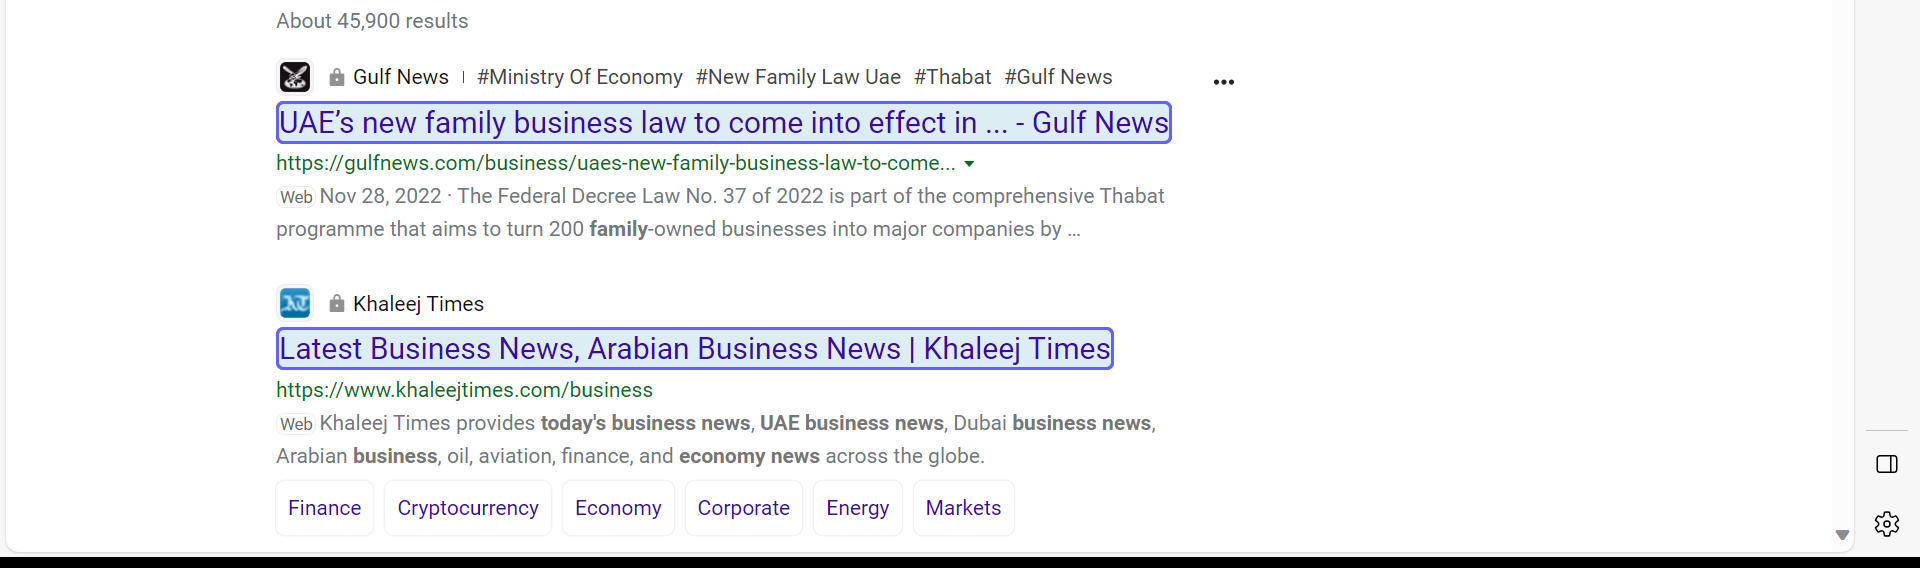 About 45,900 results
Gulf News | #Ministry Of Economy #New Family Law Uae #Thabat #Gulf News
UAE’s new family business law to come into effect in ... - Gulf News
https://gulfnews.com/business/uaes-new-family-business-law-to-come...
Web Nov 28, 2022 · The Federal Decree Law No. 37 of 2022 is part of the comprehensive Thabat
programme that aims to turn 200 family-owned businesses into major companies by …
Khaleej Times
Latest Business News, Arabian Business News | Khaleej Times
https://www.khaleejtimes.com/business
Web Khaleej Times provides today's business news, UAE business news, Dubai business news,
Arabian business, oil, aviation, finance, and economy news across the globe.
Finance Cryptocurrency Economy Corporate Energy Markets